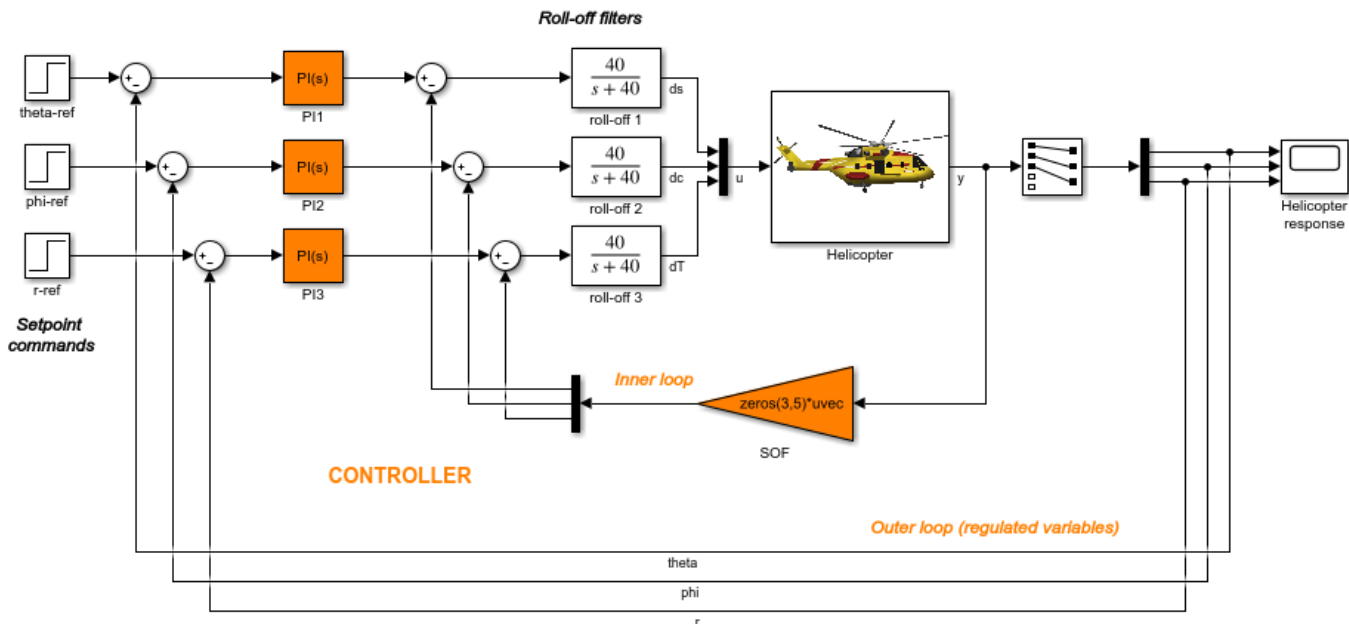 Roll-off filters
theta-ref
+
−
PI(s)
PI1
+
−
40
s + 40
roll-off 1
ds
phi-ref
+
−
PI(s)
PI2
+
−
40
s + 40
roll-off 2
dc
u
Helicopter
y
Helicopter
response
r-ref
+
−
PI(s)
PI3
+
−
40
s + 40
roll-off 3
dT
Setpoint
commands
Inner loop
zeros(3,5)*uvec
SOF
CONTROLLER
Outer loop (regulated variables)
theta
phi
r